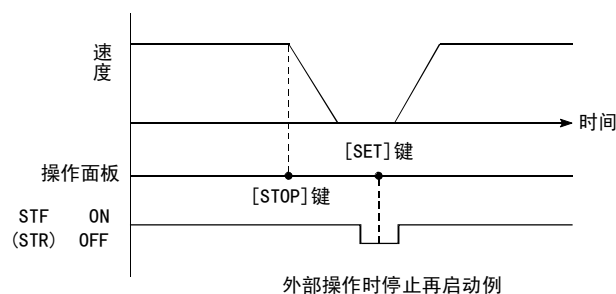 速度
时间
[SET]键
操作面板
[STOP]键
STF ON
(STR) OFF
外部操作时停止再启动例